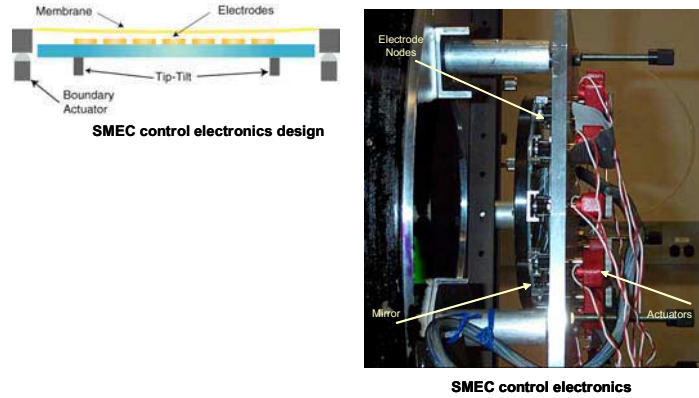 Membrane
Electrodes
Tip-Tilt
Boundary
Actuator
SMEC control electronics design
Electrode
Nodes
Mirror
Actuators
SMEC control electronics